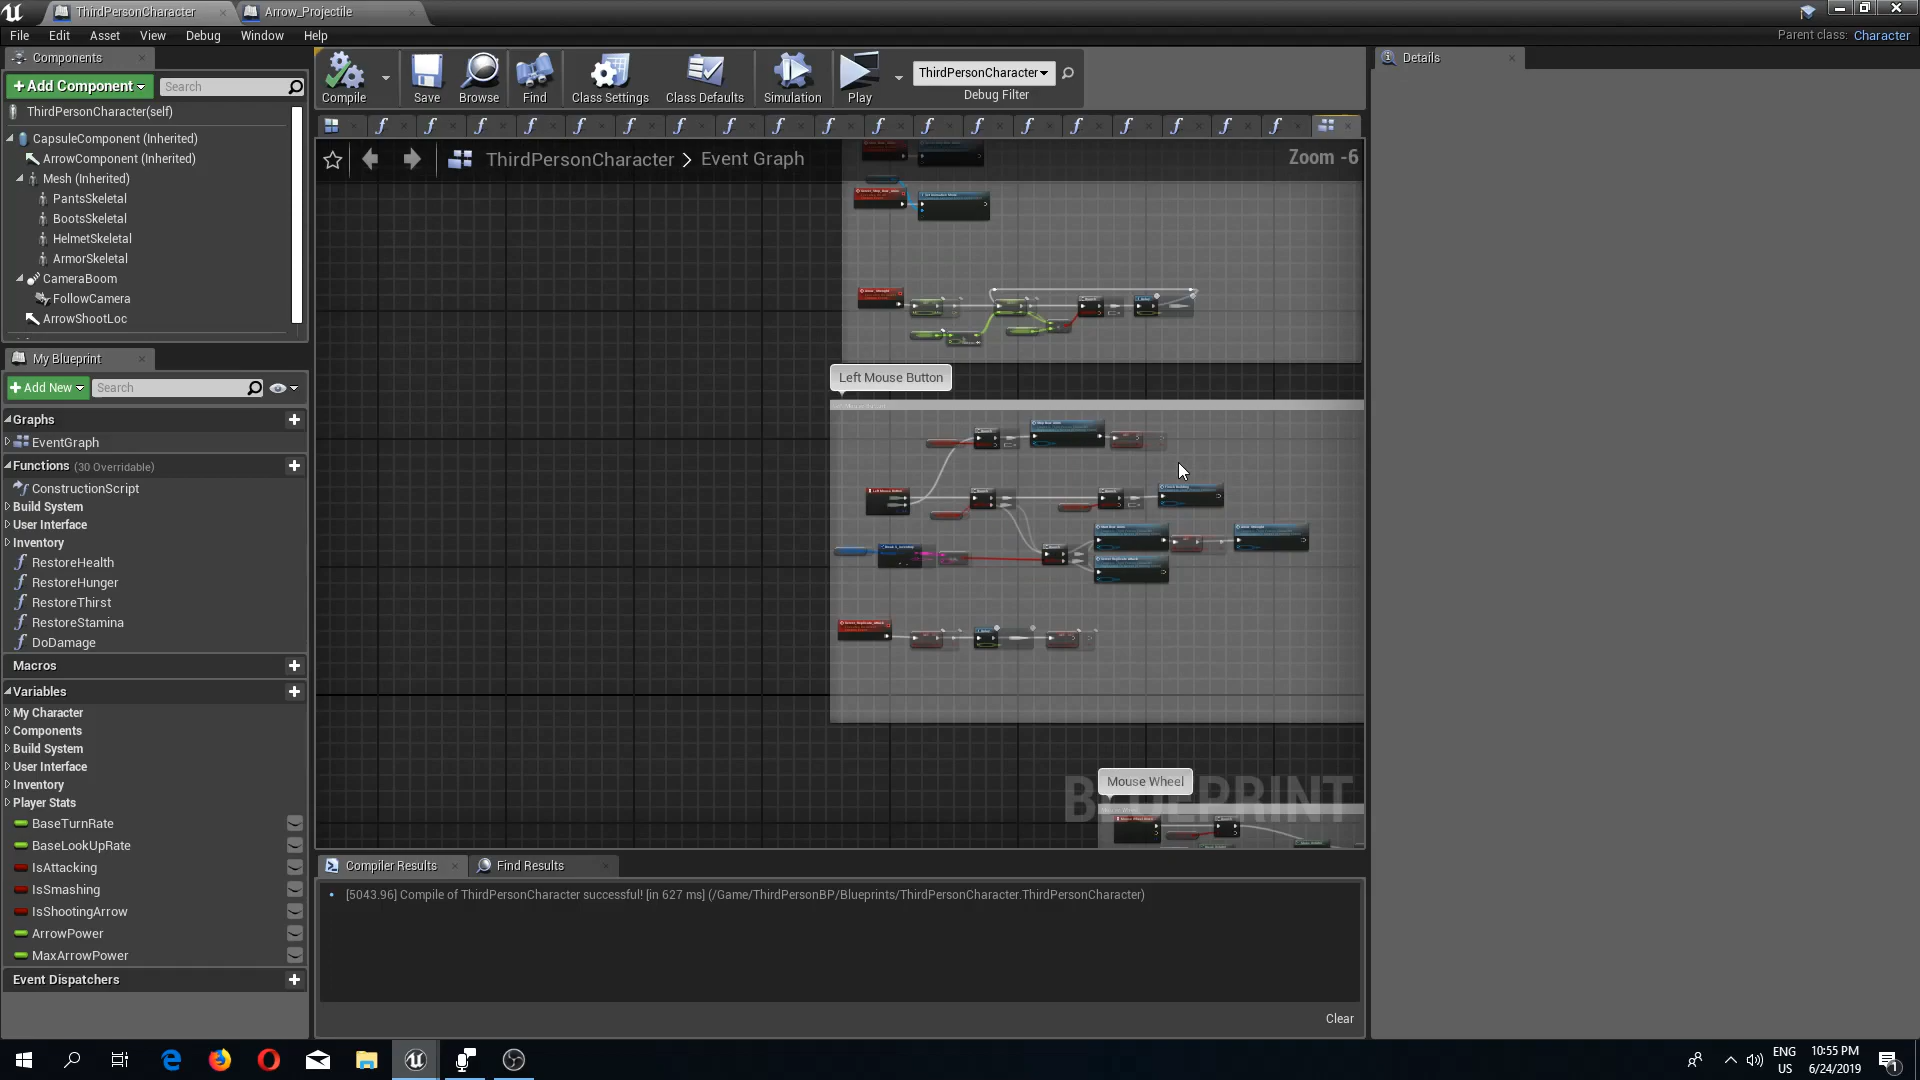 ThirdPersonCharacter
Arrow_Projectile
File Edit Asset View Debug Window Help
Parent class: Character
Components
+Add Component
Search
ThirdPersonCharacter(self)
CapsuleComponent (Inherited)
ArrowComponent (Inherited)
Mesh (Inherited)
PantsSkeletal
BootsSkeletal
HelmetSkeletal
ArmorSkeletal
CameraBoom
FollowCamera
ArrowShootLoc
Compile
Save
Browse
Find
Class Settings
Class Defaults
Simulation
Play
ThirdPersonCharacter
Debug Filter
Details
ThirdPersonCharacter > Event Graph
Zoom -6
Left Mouse Button
Mouse Wheel
BLUEPRINT
My Blueprint
+Add New
Search
Graphs
EventGraph
Functions (30 Overridable)
ConstructionScript
Build System
User Interface
Inventory
RestoreHealth
RestoreHunger
RestoreThirst
RestoreStamina
DoDamage
Macros
Variables
My Character
Components
Build System
User Interface
Inventory
Player Stats
BaseTurnRate
BaseLookUpRate
IsAttacking
IsSmashing
IsShootingArrow
ArrowPower
MaxArrowPower
Event Dispatchers
Compiler Results
Find Results
[5043.96] Compile of ThirdPersonCharacter successful! [in 627 ms] (/Game/ThirdPersonBP/Blueprints/ThirdPersonCharacter.ThirdPersonCharacter)
Clear
ENG
US
10:55 PM
6/24/2019
1